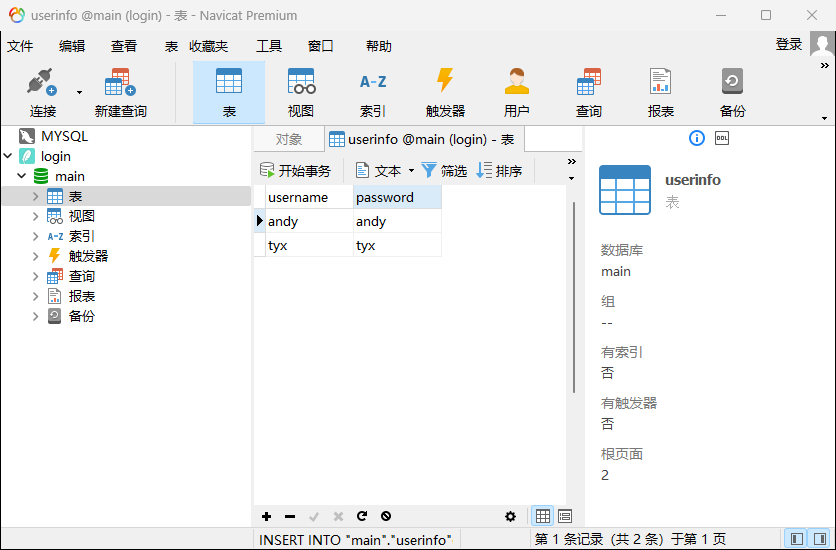 userinfo @main (login) - 表 - Navicat Premium
文件 编辑 查看 表 收藏夹 工具 窗口 帮助 登录
连接 新建查询 表 视图 A-Z 索引 触发器 用户 查询 报表 备份
MYSQL
login
main
表
视图
A-Z 索引
触发器
查询
报表
备份
对象 userinfo @main (login) - 表
开始事务 文本 筛选 排序
username password
andy andy
tyx tyx
DDL
userinfo
表
数据库
main
组
--
有索引
否
有触发器
否
根页面
2
INSERT INTO "main"."userinfo" 第 1 条记录（共 2 条）于第 1 页